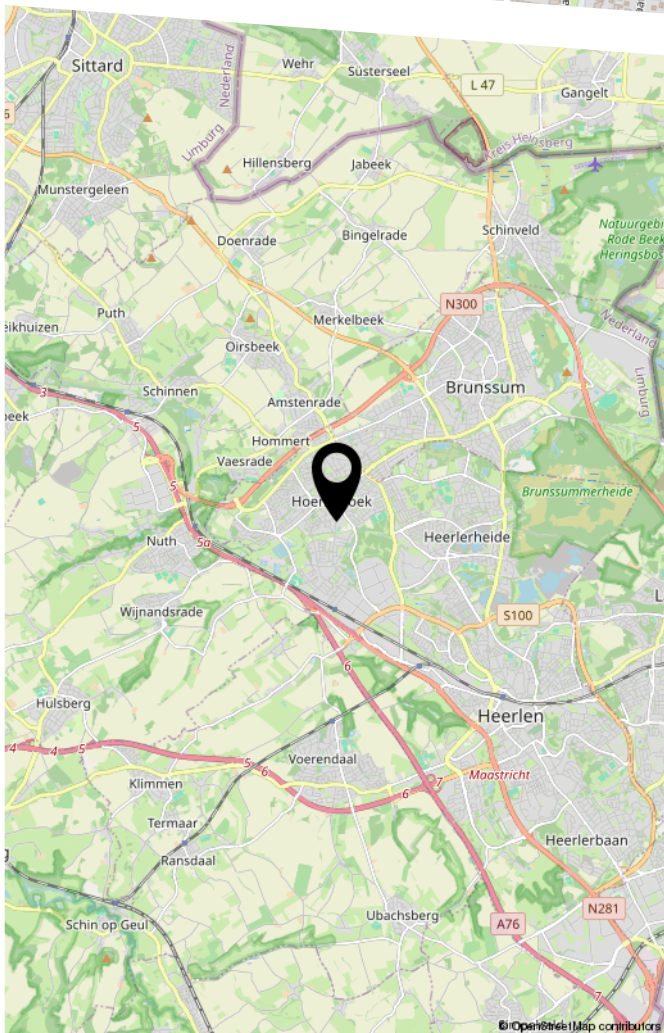 Sittard
Wehr
Süsterseel
L 47
Gangelt
Nederland
Limburg
Kreis Heinsberg
Hillensberg
Jabeek
Munstergeleen
Doenrade
Bingelrade
Schinveld
Rode Beek
N300
Puth
Merkelbeek
Nederland
Oirsbeek
Limburg
3
Schinnen
Brunssum
Amstenrade
5
Hommert
Vaesrade
5
Brunssummerheide
Nuth
5a
Heerlerheide
Wijnandsrade
S100
6
Hulsberg
Heerlen
4
4
5
5
6
Voerendaal
Maastricht
Klimmen
6
7
Termaar
Ransdaal
Heerlerbaan
Ubachsberg
N281
Schin op Geul
A76
7
© OpenStreetMap contributors